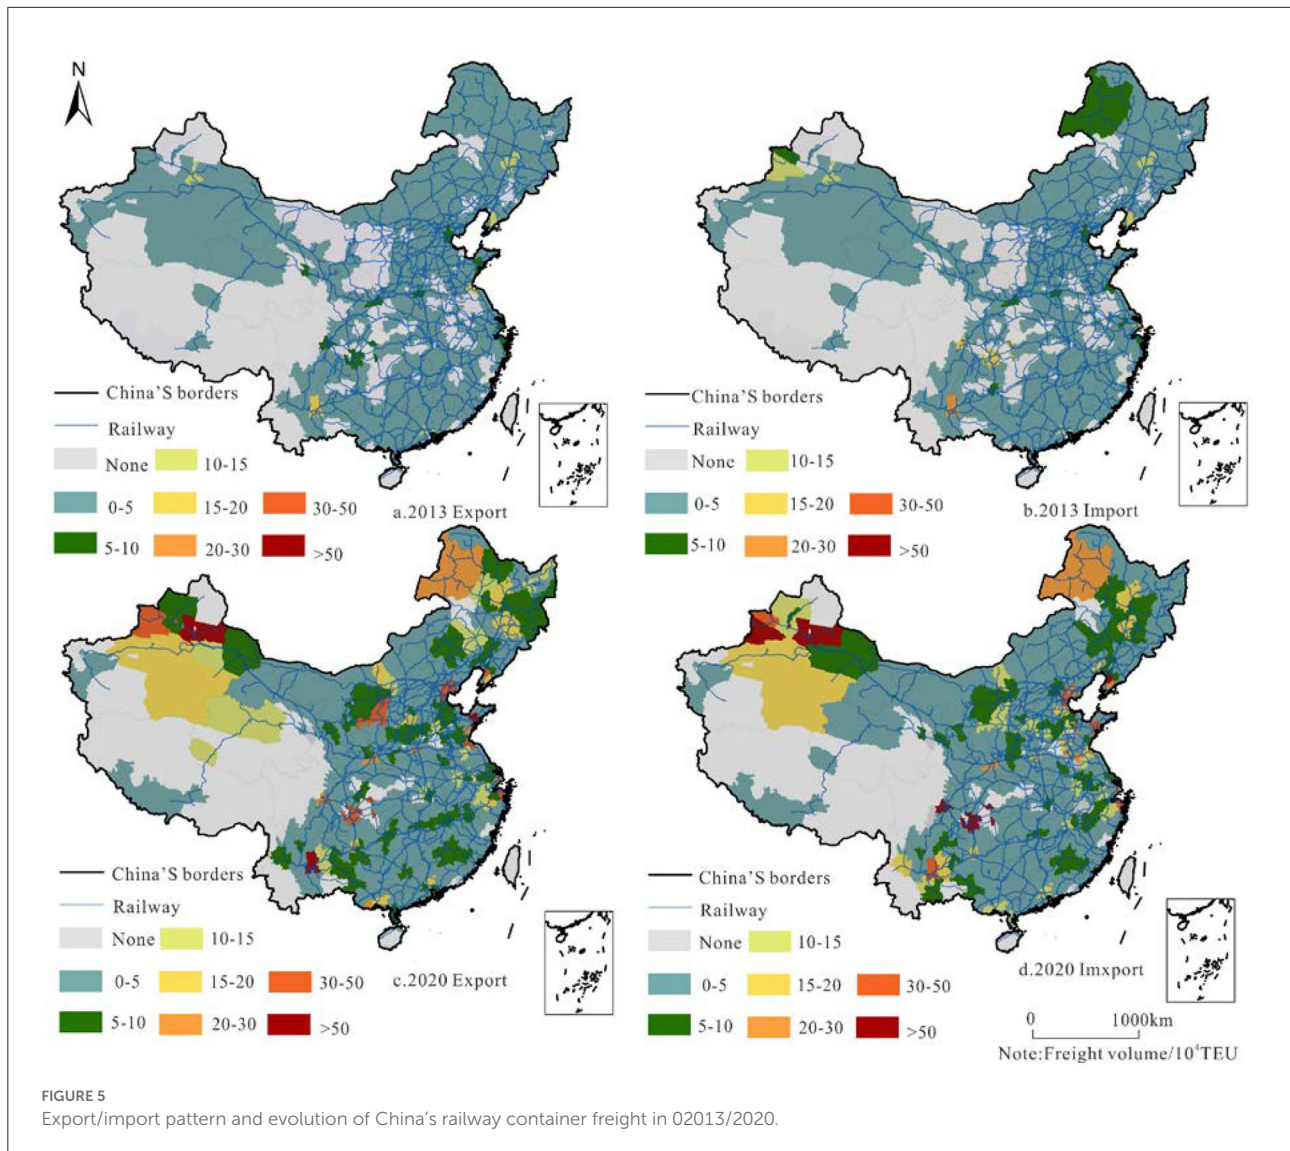 N
China'S borders
Railway
None
10-15
0-5
15-20
30-50
5-10
20-30
>50
a.2013 Export
China'S borders
Railway
None
10-15
0-5
15-20
30-50
5-10
20-30
>50
b.2013 Import
China'S borders
Railway
None
10-15
0-5
15-20
30-50
5-10
20-30
>50
c.2020 Export
China'S borders
Railway
None
10-15
0-5
15-20
30-50
5-10
20-30
>50
d.2020 Imxport
0 1000km
Note:Freight volume/10⁴TEU
FIGURE 5
Export/import pattern and evolution of China's railway container freight in 02013/2020.